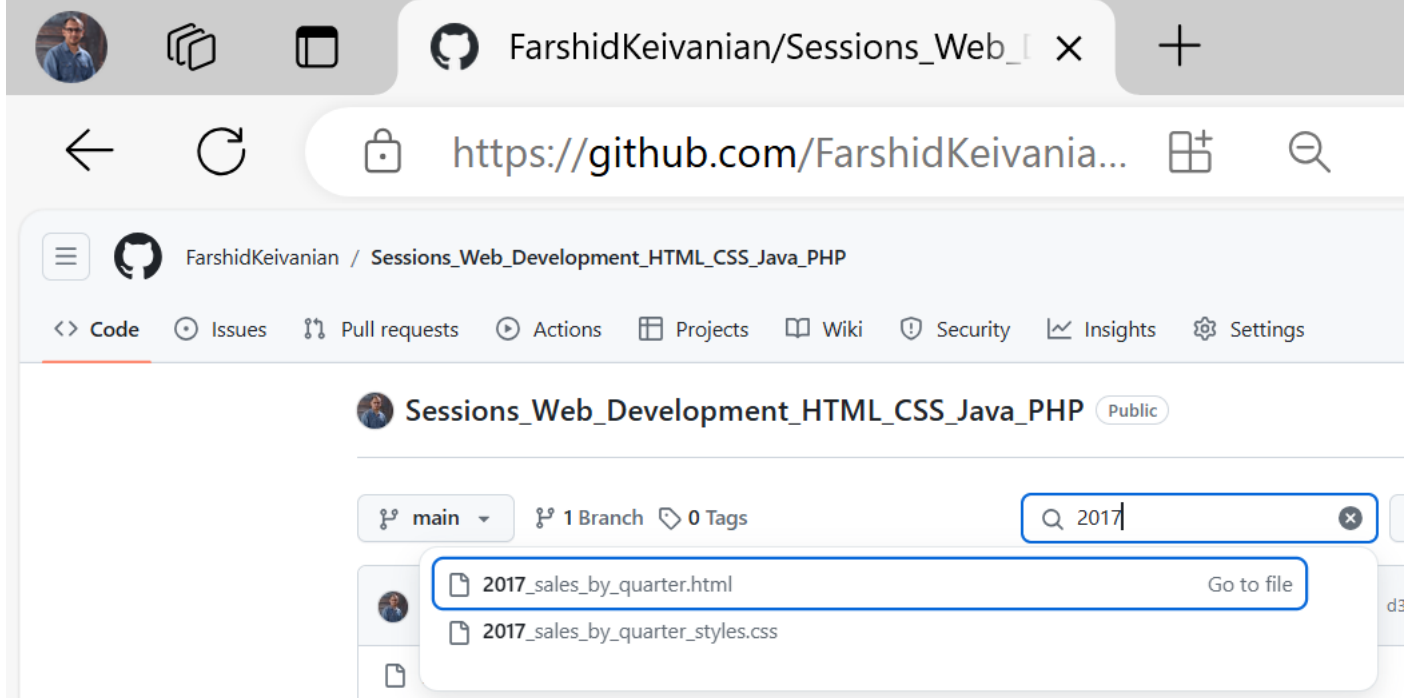 FarshidKeivanian/Sessions_Web_
https://github.com/FarshidKeivania...
FarshidKeivanian / Sessions_Web_Development_HTML_CSS_Java_PHP
Code Issues Pull requests Actions Projects Wiki Security Insights Settings
Sessions_Web_Development_HTML_CSS_Java_PHP Public
main 1 Branch 0 Tags 2017
2017_sales_by_quarter.html Go to file
d3
2017_sales_by_quarter_styles.css